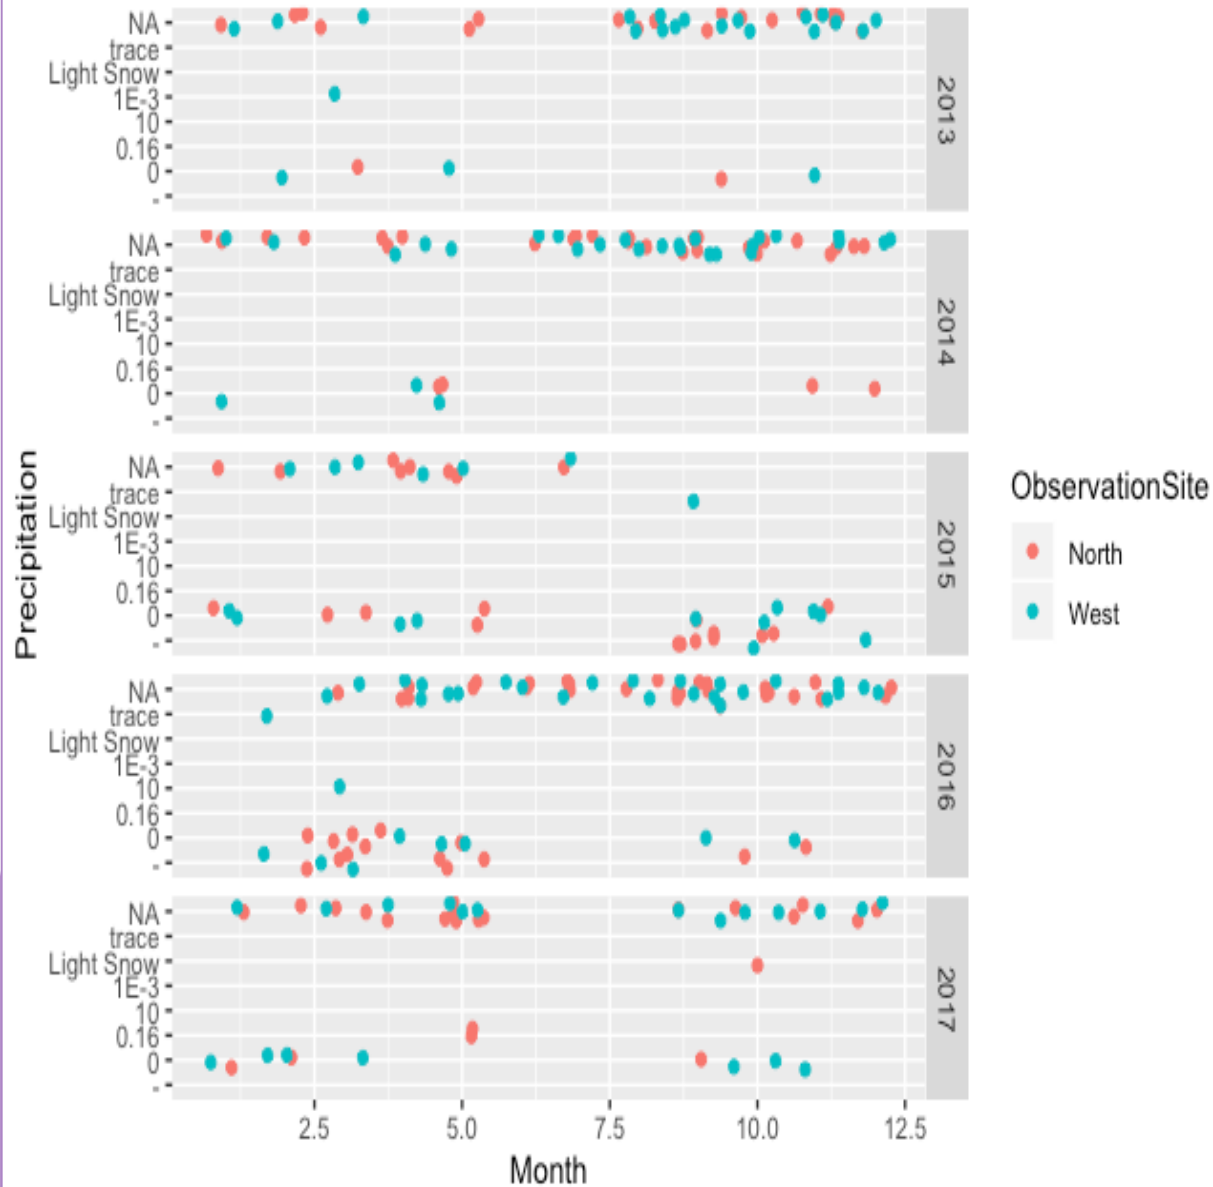 Precipitation
NA
trace
Light Snow
1E-3
10
0.16
0
-
2013
NA
trace
Light Snow
1E-3
10
0.16
0
-
2014
NA
trace
Light Snow
1E-3
10
0.16
0
-
2015
NA
trace
Light Snow
1E-3
10
0.16
0
-
2016
NA
trace
Light Snow
1E-3
10
0.16
0
-
2017
2.5 5.0 7.5 10.0 12.5
Month
ObservationSite
North
West